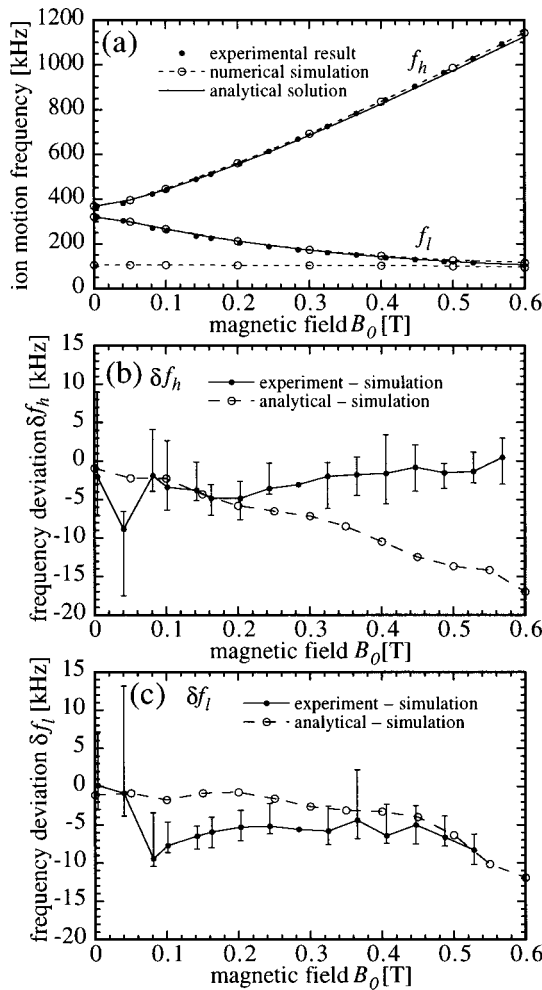 (a)
experimental result
numerical simulation
analytical solution
f_h
f_l
ion motion frequency [kHz]
1200
1000
800
600
400
200
0
0 0.1 0.2 0.3 0.4 0.5 0.6
magnetic field B_0 [T]
(b) δf_h
experiment – simulation
analytical – simulation
frequency deviation δf_h [kHz]
15
10
5
0
-5
-10
-15
-20
0 0.1 0.2 0.3 0.4 0.5 0.6
magnetic field B_0 [T]
(c) δf_l
experiment – simulation
analytical – simulation
frequency deviation δf_l [kHz]
15
10
5
0
-5
-10
-15
-20
0 0.1 0.2 0.3 0.4 0.5 0.6
magnetic field B_0 [T]